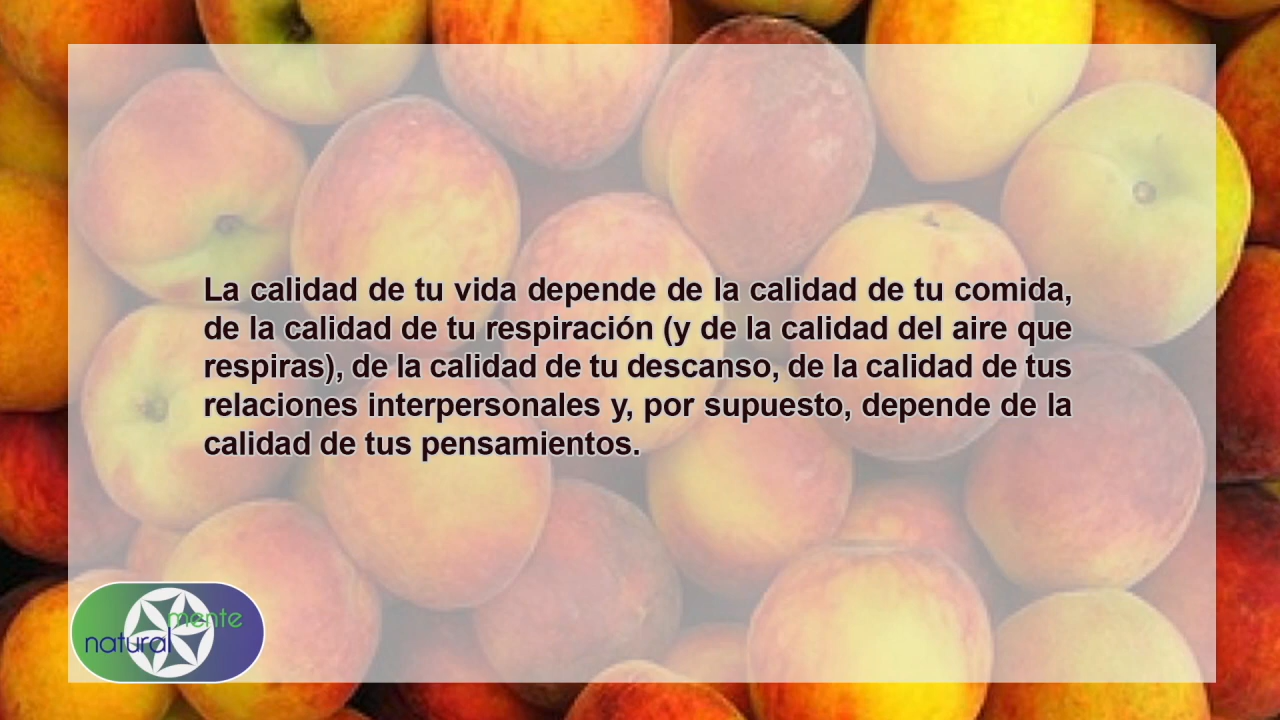 La calidad de tu vida depende de la calidad de tu comida,
de la calidad de tu respiración (y de la calidad del aire que
respiras), de la calidad de tu descanso, de la calidad de tus
relaciones interpersonales y, por supuesto, depende de la
calidad de tus pensamientos.
mente
natural